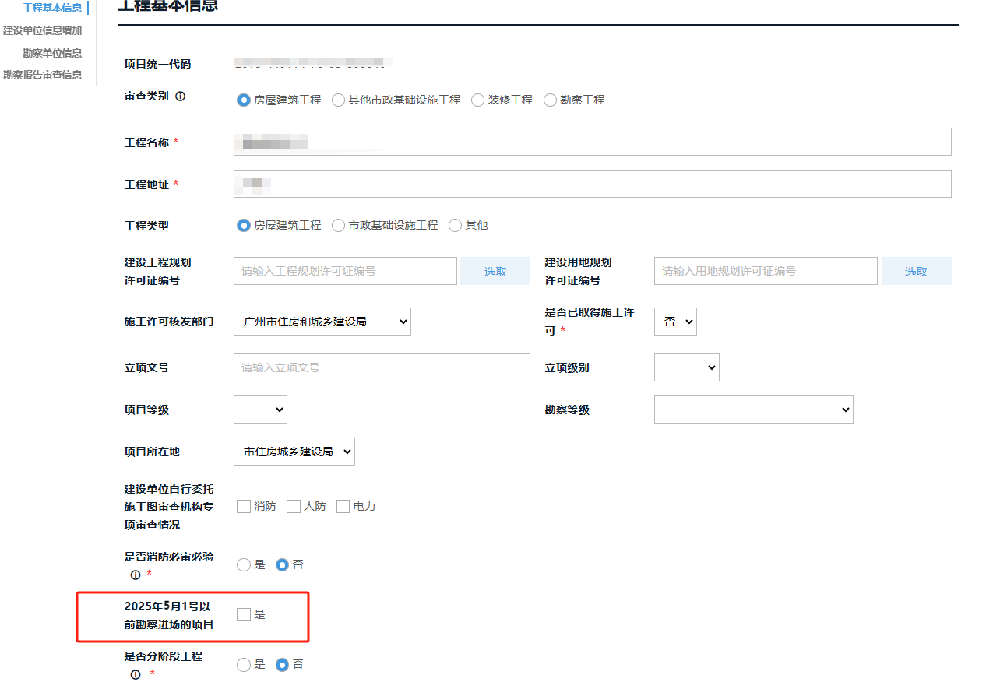 工程基本信息
建设单位信息增加
勘察单位信息
勘察报告审查信息
工程基本信息
项目统一代码
审查类别
房屋建筑工程 其他市政基础设施工程 装修工程 勘察工程
工程名称 *
工程地址 *
工程类型
房屋建筑工程 市政基础设施工程 其他
建设工程规划
许可证编号
请输入工程规划许可证编号
选取
建设用地规划
许可证编号
请输入用地规划许可证编号
选取
施工许可核发部门
广州市住房和城乡建设局
是否已取得施工许
可 *
否
立项文号
请输入立项文号
立项级别
项目等级
勘察等级
项目所在地
市住房城乡建设局
建设单位自行委托
施工图审查机构专
项审查情况
消防 人防 电力
是否消防必审必验
*
是 否
2025年5月1号以
前勘察进场的项目
是
是否分阶段工程
*
是 否